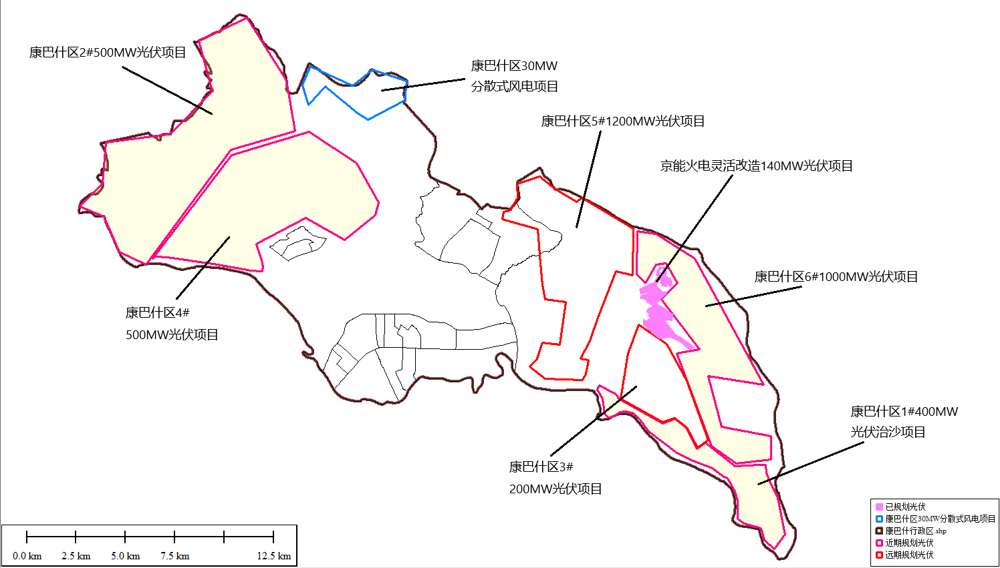 康巴什区2#500MW光伏项目
康巴什区30MW
分散式风电项目
康巴什区5#1200MW光伏项目
京能火电灵活改造140MW光伏项目
康巴什区6#1000MW光伏项目
康巴什区4#
500MW光伏项目
康巴什区1#400MW
光伏治沙项目
康巴什区3#
200MW光伏项目
已规划光伏
康巴什区30MW分散式风电项目
康巴什行政区.shp
近期规划光伏
远期规划光伏
0.0 km 2.5 km 5.0 km 7.5 km 12.5 km